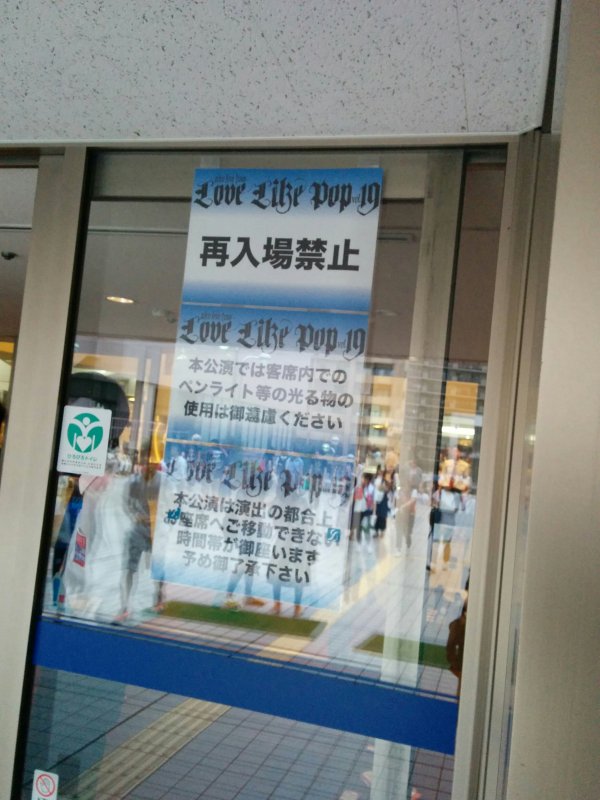 Love Like Pop vol.19
再入場禁止
Love Like Pop vol.19
本公演では客席内での
ペンライト等の光る物の
使用は御遠慮ください
Love Like Pop
本公演は演出の都合上
お座席へご移動できない
時間帯が御座います
予め御了承下さい